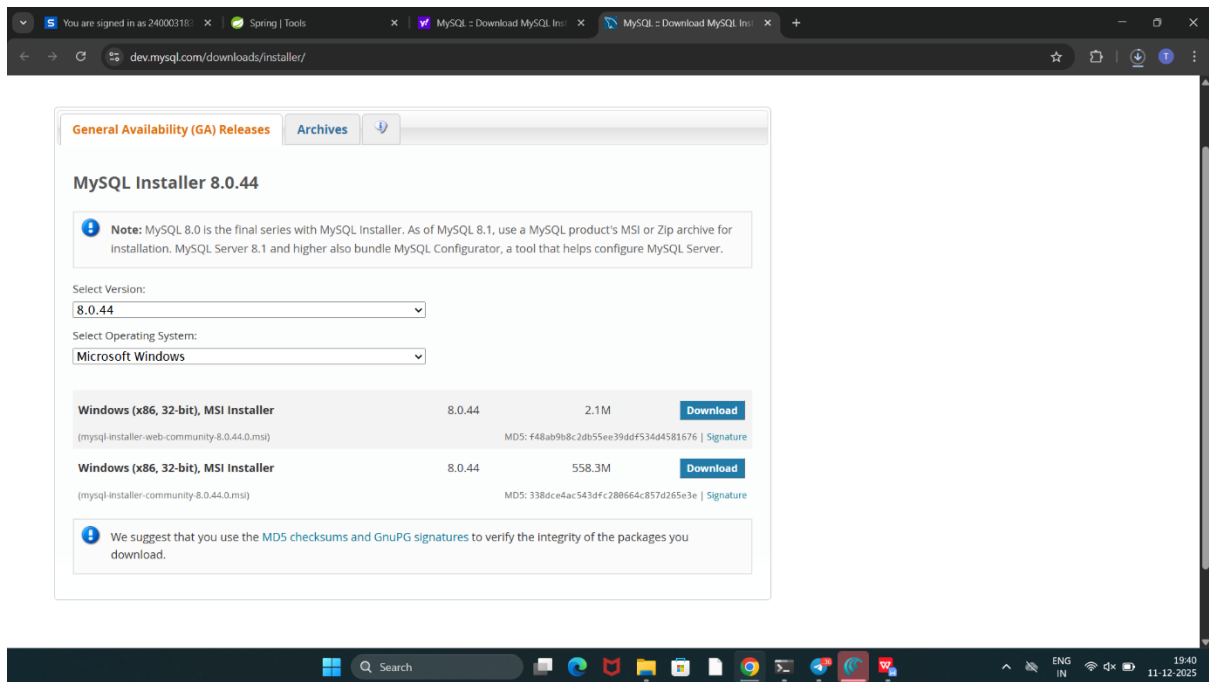 You are signed in as 240003183
Spring | Tools
MySQL :: Download MySQL Inst
MySQL :: Download MySQL Inst
dev.mysql.com/downloads/installer/
T
General Availability (GA) Releases
Archives
MySQL Installer 8.0.44
Note: MySQL 8.0 is the final series with MySQL Installer. As of MySQL 8.1, use a MySQL product's MSI or Zip archive for
installation. MySQL Server 8.1 and higher also bundle MySQL Configurator, a tool that helps configure MySQL Server.
Select Version:
8.0.44
Select Operating System:
Microsoft Windows
Windows (x86, 32-bit), MSI Installer 8.0.44 2.1M Download
(mysql-installer-web-community-8.0.44.0.msi) MD5: f48ab9b8c2db55ee39ddf534d4581676 | Signature
Windows (x86, 32-bit), MSI Installer 8.0.44 558.3M Download
(mysql-installer-community-8.0.44.0.msi) MD5: 338dce4ac543dfc280664c857d265e3e | Signature
We suggest that you use the MD5 checksums and GnuPG signatures to verify the integrity of the packages you
download.
Search
ENG
IN
19:40
11-12-2025